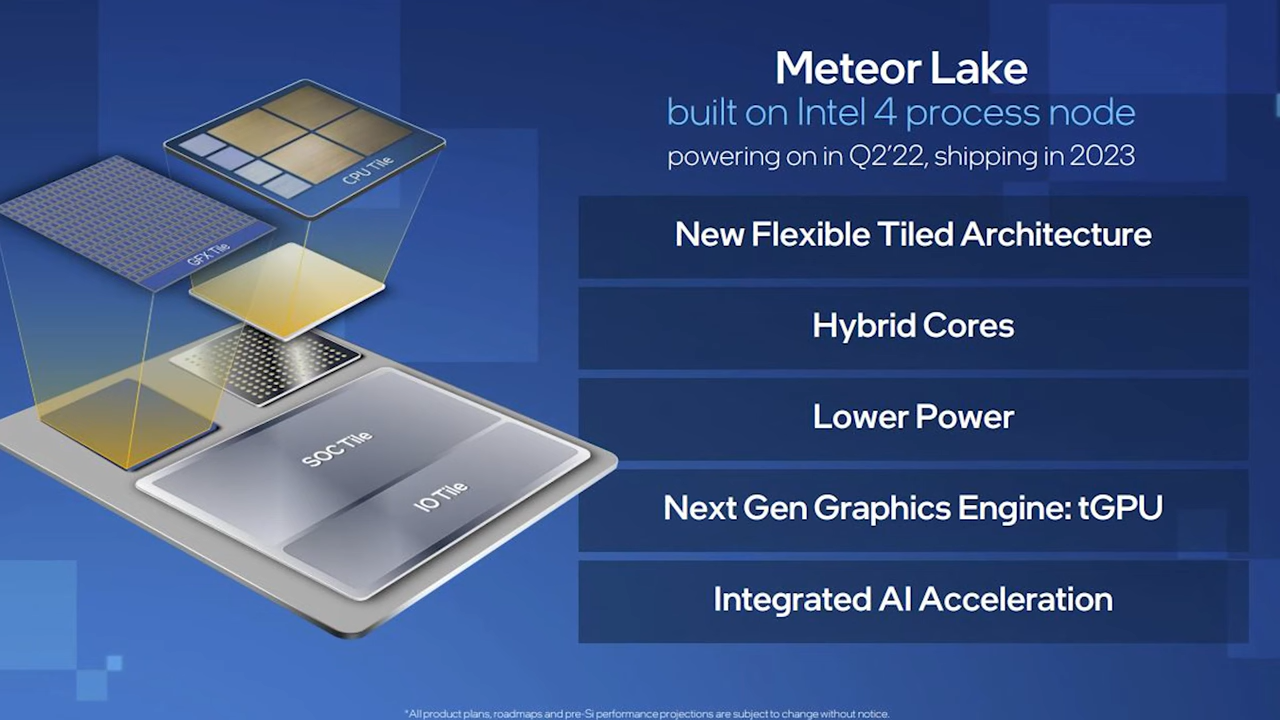 Meteor Lake
built on Intel 4 process node
powering on in Q2'22, shipping in 2023
New Flexible Tiled Architecture
Hybrid Cores
Lower Power
Next Gen Graphics Engine: tGPU
Integrated AI Acceleration
CPU Tile
GFX Tile
SOC Tile
IO Tile
*All product plans, roadmaps and pre-Si performance projections are subject to change without notice.